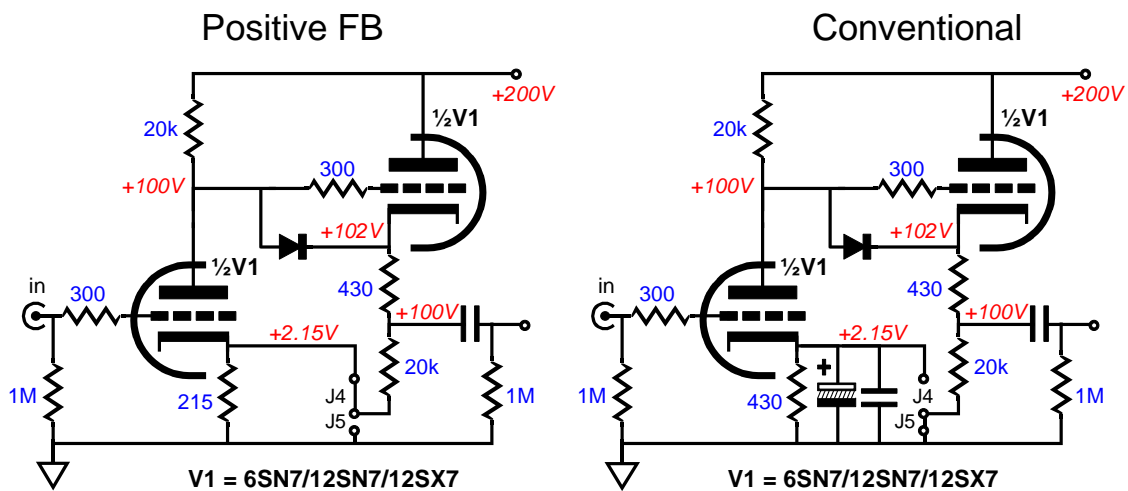 Positive FB
Conventional
+200V
½V1
20k
300
+100V
+102V
½V1
in
300
430
+100V
+2.15V
20k
1M
215
J4
J5
1M
V1 = 6SN7/12SN7/12SX7
+200V
½V1
20k
300
+100V
+102V
½V1
in
300
430
+100V
+2.15V
+
20k
1M
430
J4
J5
1M
V1 = 6SN7/12SN7/12SX7